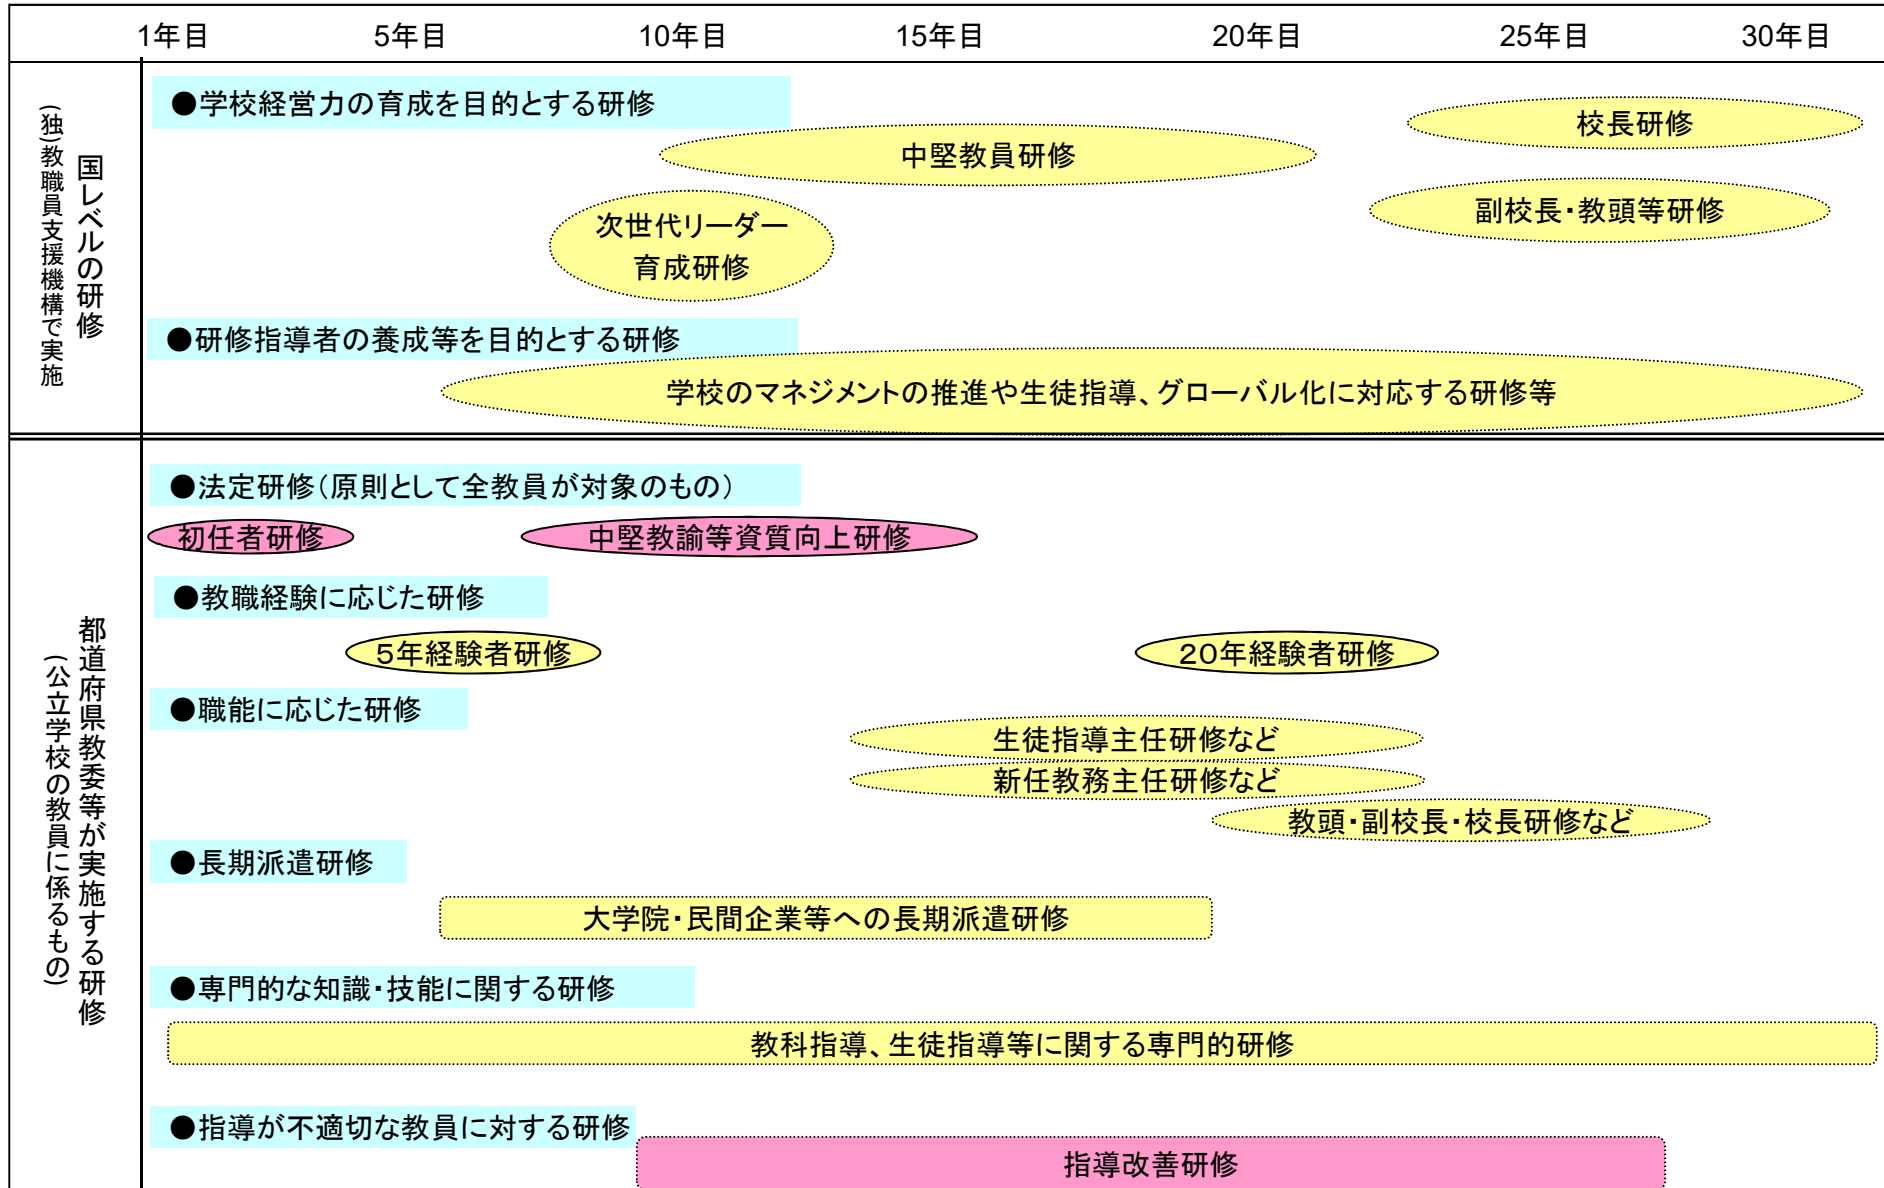 1年目 5年目 10年目 15年目 20年目 25年目 30年目
国レベルの研修
(独)教職員支援機構で実施
●学校経営力の育成を目的とする研修
校長研修
中堅教員研修
副校長・教頭等研修
次世代リーダー
育成研修
●研修指導者の養成等を目的とする研修
学校のマネジメントの推進や生徒指導、グローバル化に対応する研修等
都道府県教委等が実施する研修
(公立学校の教員に係るもの)
●法定研修(原則として全教員が対象のもの)
初任者研修 中堅教諭等資質向上研修
●教職経験に応じた研修
5年経験者研修 20年経験者研修
●職能に応じた研修
生徒指導主任研修など
新任教務主任研修など
教頭・副校長・校長研修など
●長期派遣研修
大学院・民間企業等への長期派遣研修
●専門的な知識・技能に関する研修
教科指導、生徒指導等に関する専門的研修
●指導が不適切な教員に対する研修
指導改善研修